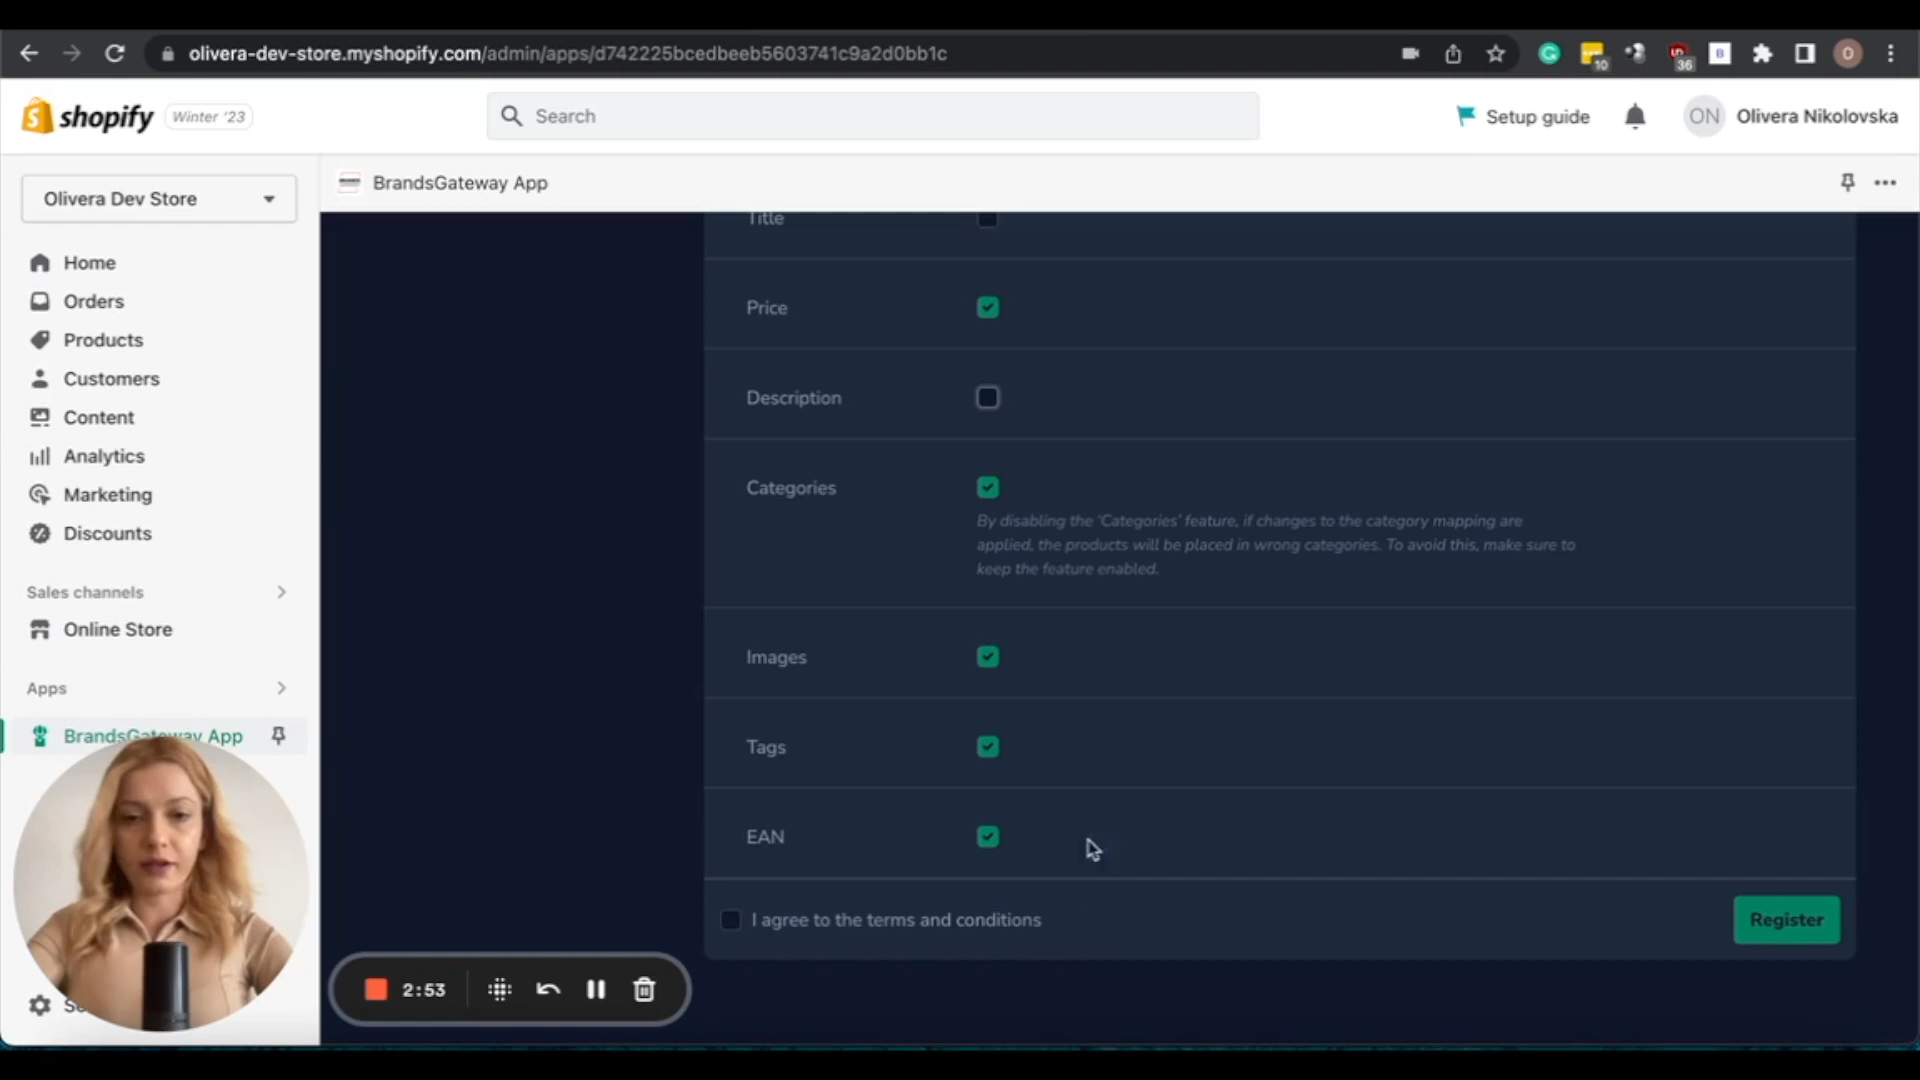 olivera-dev-store.myshopify.com/admin/apps/d742225bcedbeeb5603741c9a2d0bb1c
10
36
B
O
shopify
Winter '23
Search
Setup guide
ON
Olivera Nikolovska
Olivera Dev Store
BrandsGateway App
Home
Orders
Products
Customers
Content
Analytics
Marketing
Discounts
Sales channels
Online Store
Apps
BrandsGateway App
Title
Price
Description
Categories
By disabling the 'Categories' feature, if changes to the category mapping are
applied, the products will be placed in wrong categories. To avoid this, make sure to
keep the feature enabled.
Images
Tags
EAN
I agree to the terms and conditions
Register
2:53